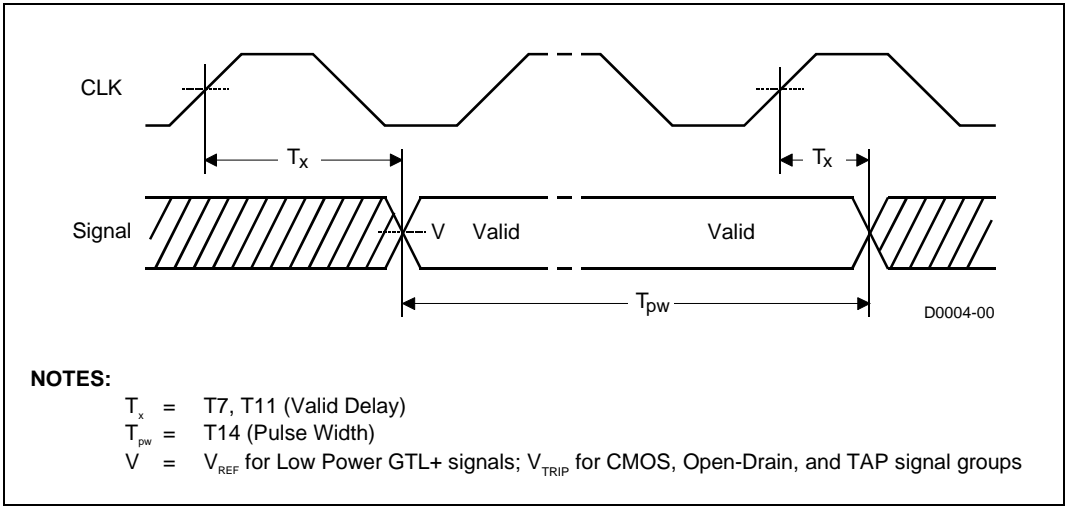 CLK
Tx Tx
Signal V Valid Valid
Tpw
D0004-00
NOTES:
Tx = T7, T11 (Valid Delay)
Tpw = T14 (Pulse Width)
V = VREF for Low Power GTL+ signals; VTRIP for CMOS, Open-Drain, and TAP signal groups